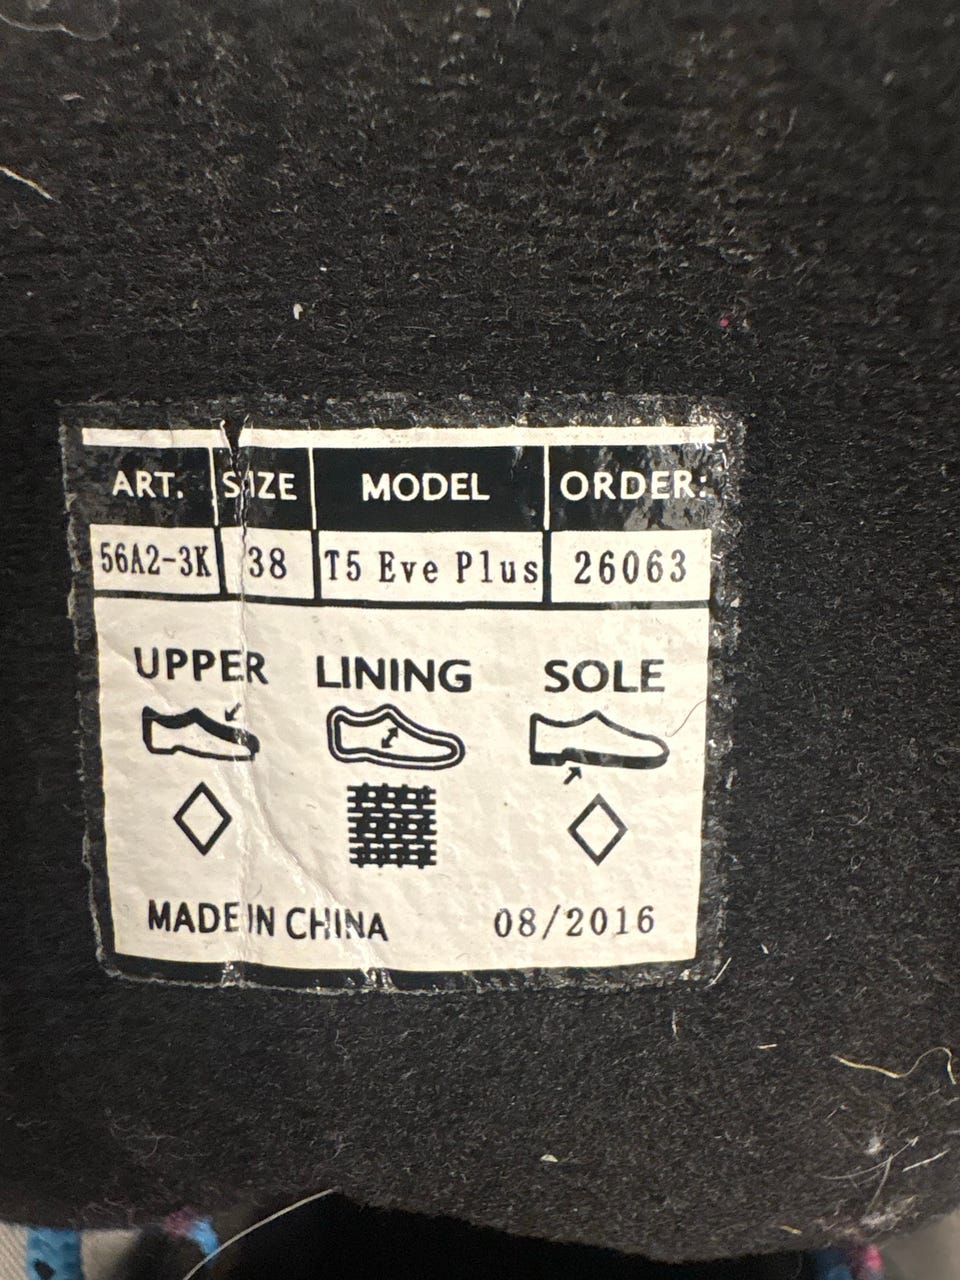 ART. SIZE MODEL ORDER:
56A2-3K 38 T5 Eve Plus 26063
UPPER LINING SOLE
MADE IN CHINA 08/2016